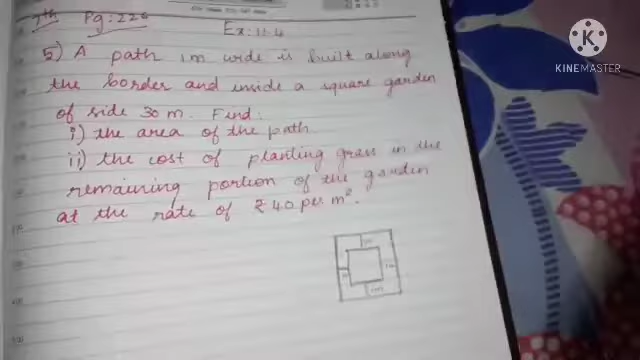 7th Pg: 226
Ex: 11.4
5) A path 1m wide is built along
the border and inside a square garden
of side 30 m. Find:
i) the area of the path
ii) the cost of planting grass in the
remaining portion of the garden
at the rate of ₹ 40 per m².
K
KINEMASTER